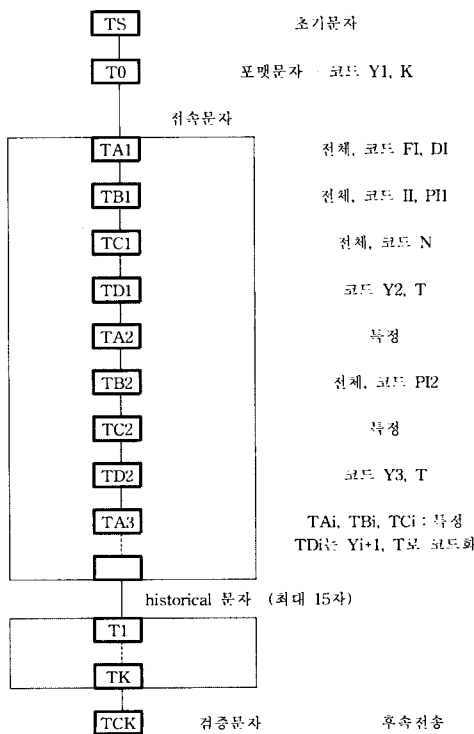 TS 초기문자
T0 포맷문자 - 코드 Y1, K
접속문자
TA1 전체, 코드 FI, DI
TB1 전체, 코드 II, PI1
TC1 전체, 코드 N
TD1 코드 Y2, T
TA2 특정
TB2 전체, 코드 PI2
TC2 특정
TD2 코드 Y3, T
TA3 TAi, TBi, TCi : 특정
TDi는 Yi+1, T로 코드화
historical 문자 (최대 15자)
T1
TK
TCK 검증문자 후속전송